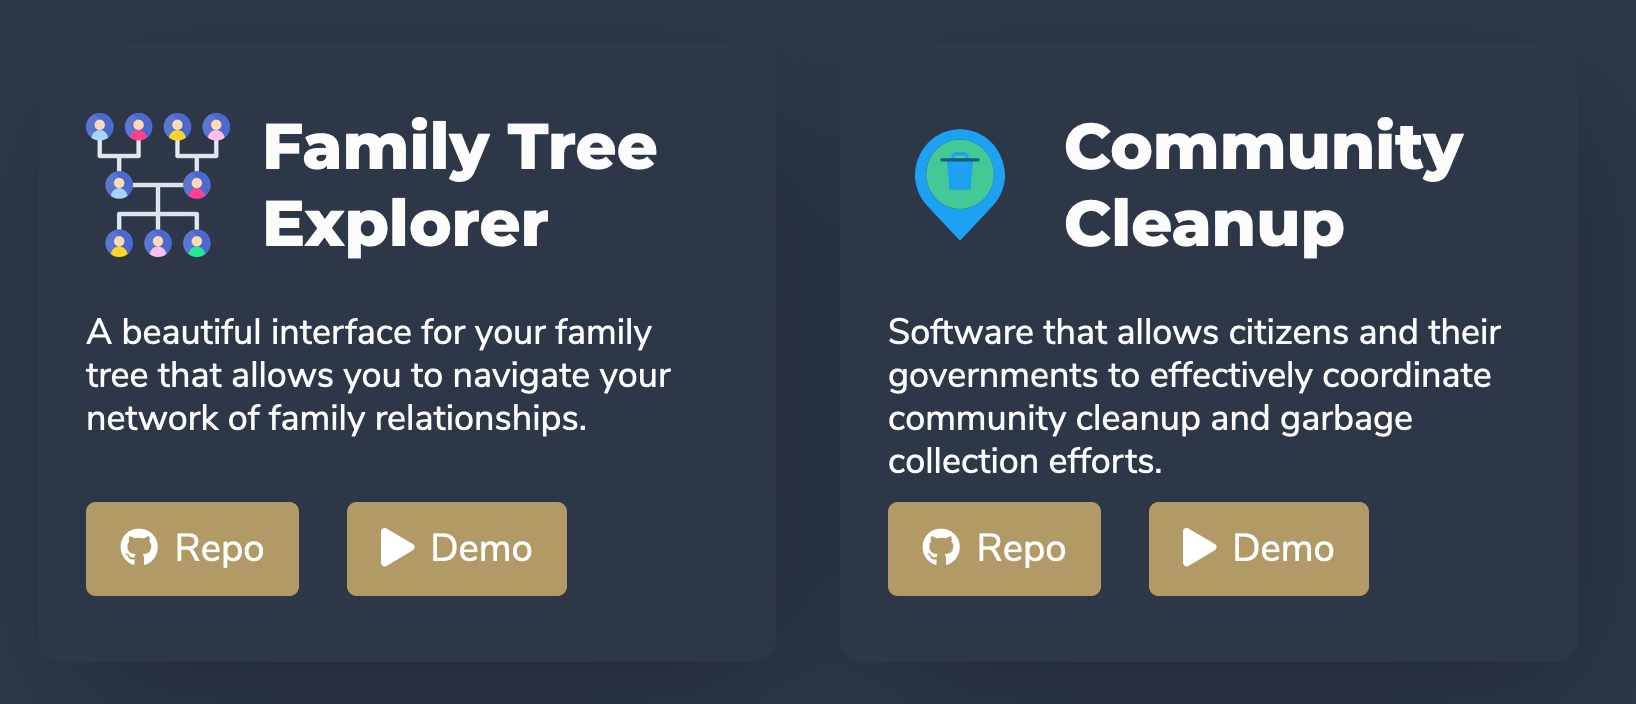 Family Tree
Explorer
A beautiful interface for your family
tree that allows you to navigate your
network of family relationships.
Repo
Demo
Community
Cleanup
Software that allows citizens and their
governments to effectively coordinate
community cleanup and garbage
collection efforts.
Repo
Demo